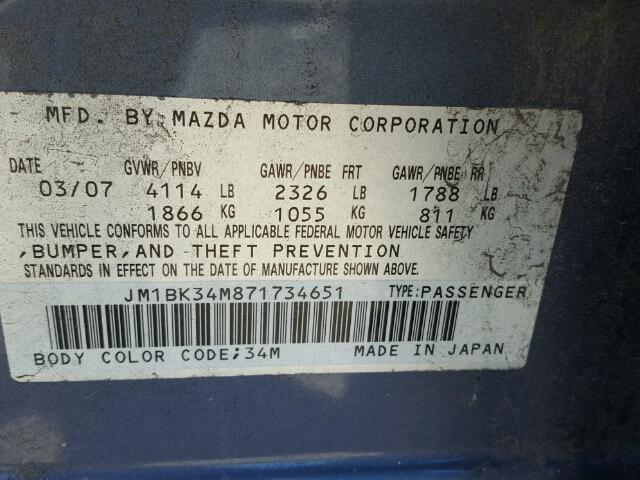 MFD. BY MAZDA MOTOR CORPORATION
DATE GVWR/PNBV GAWR/PNBE FRT GAWR/PNBE RR
03/07 4114 LB 2326 LB 1788 LB
1866 KG 1055 KG 811 KG
THIS VEHICLE CONFORMS TO ALL APPLICABLE FEDERAL MOTOR VEHICLE SAFETY
,BUMPER,AND THEFT PREVENTION
STANDARDS IN EFFECT ON THE DATE OF MANUFACTURE SHOWN ABOVE.
JM1BK34M871734651 TYPE:PASSENGER
BODY COLOR CODE;34M MADE IN JAPAN